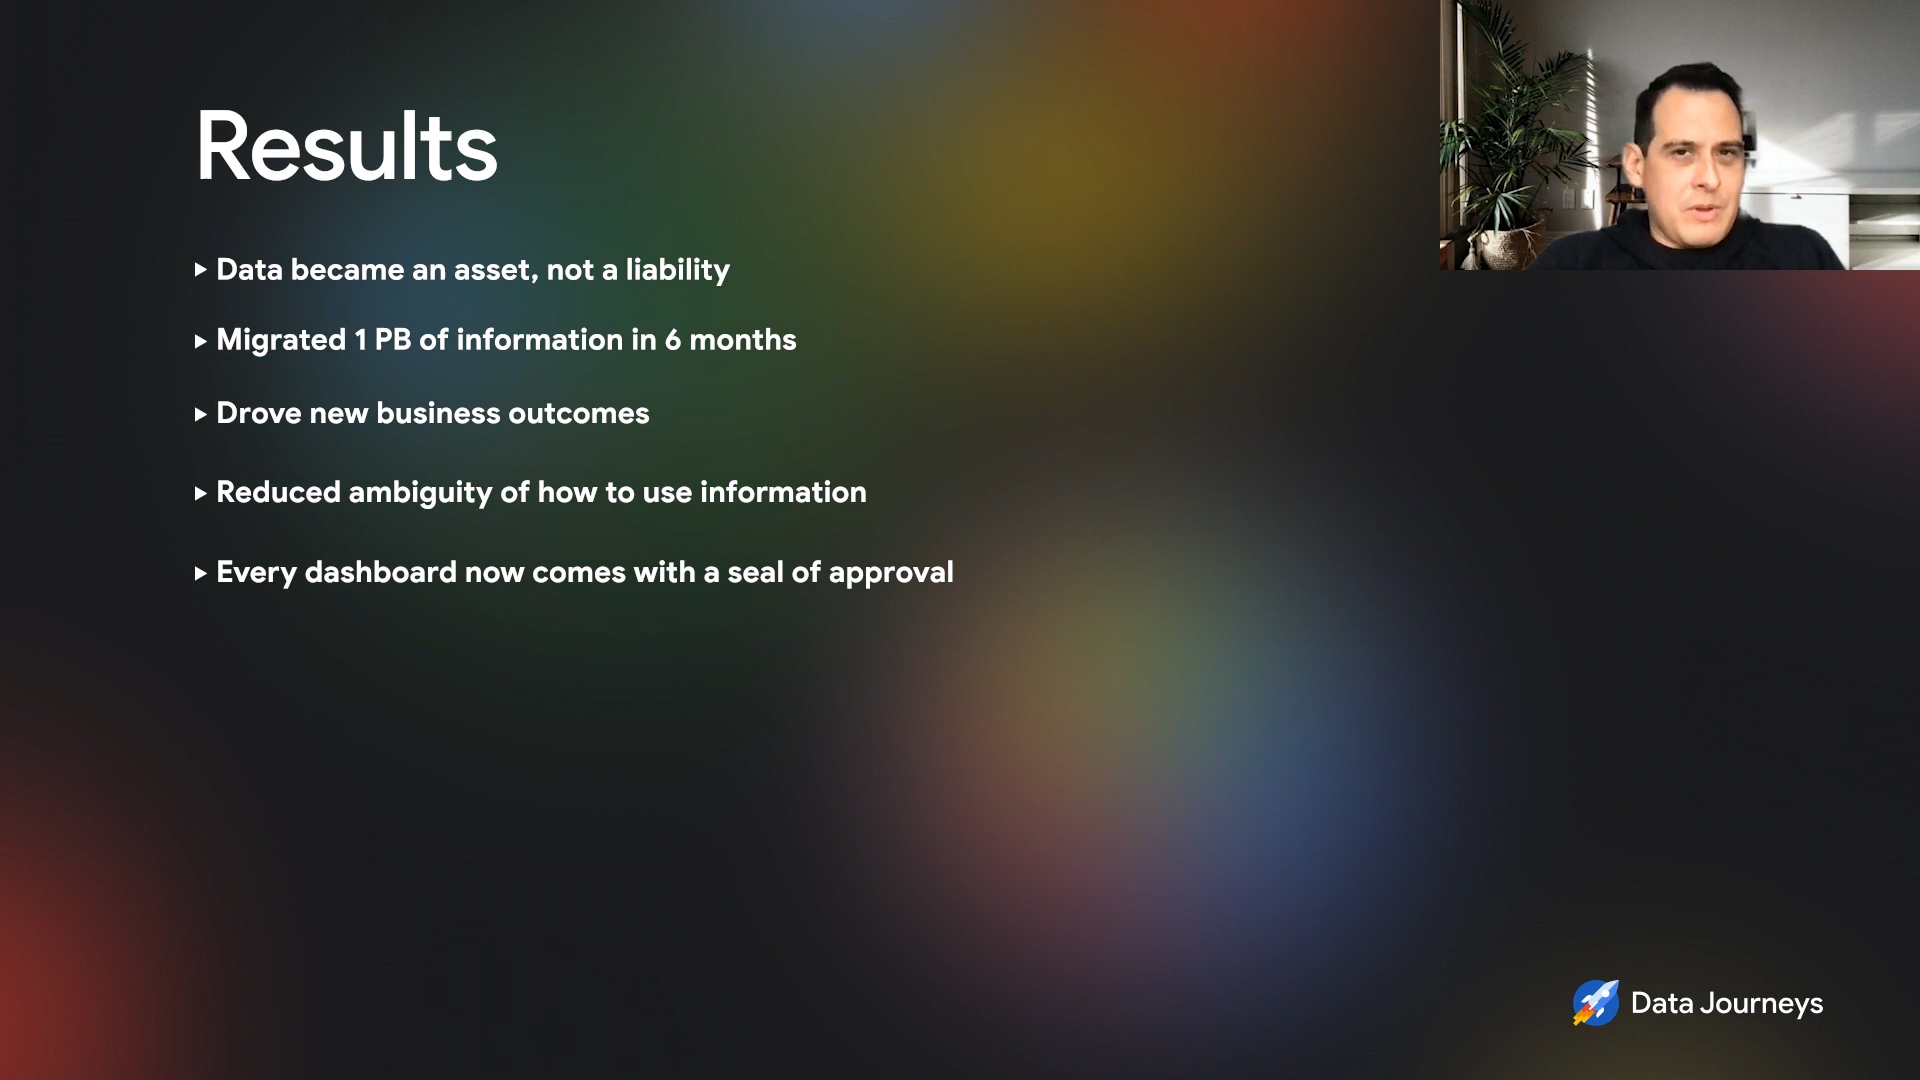 Results
Data became an asset, not a liability
Migrated 1 PB of information in 6 months
Drove new business outcomes
Reduced ambiguity of how to use information
Every dashboard now comes with a seal of approval
Data Journeys